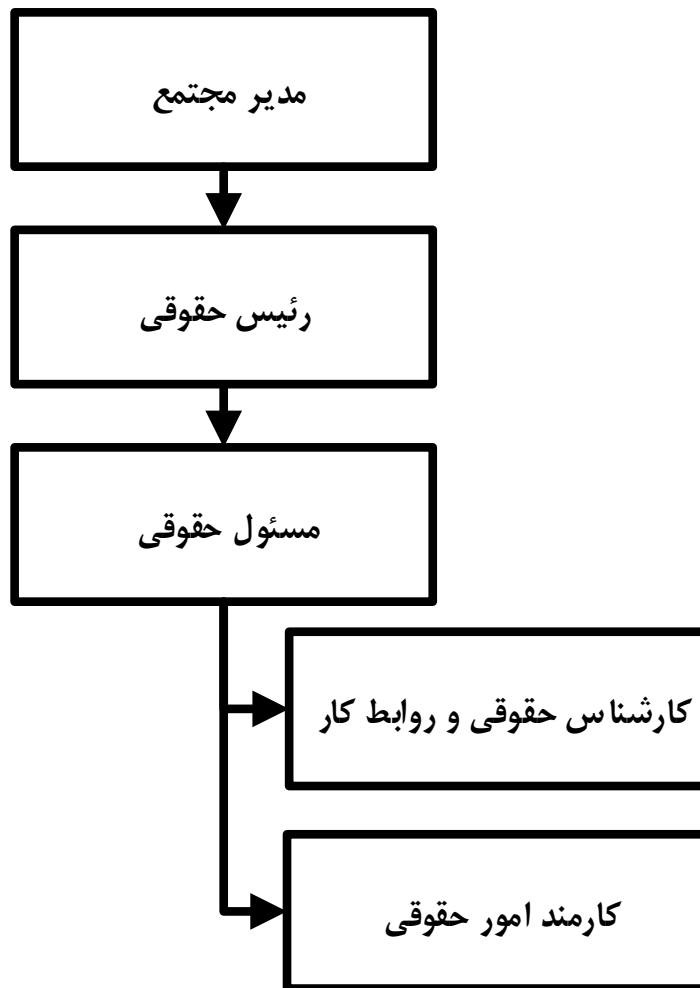 مدیر مجتمع
رئیس حقوقی
مسئول حقوقی
کارشناس حقوقی و روابط کار
کارمند امور حقوقی